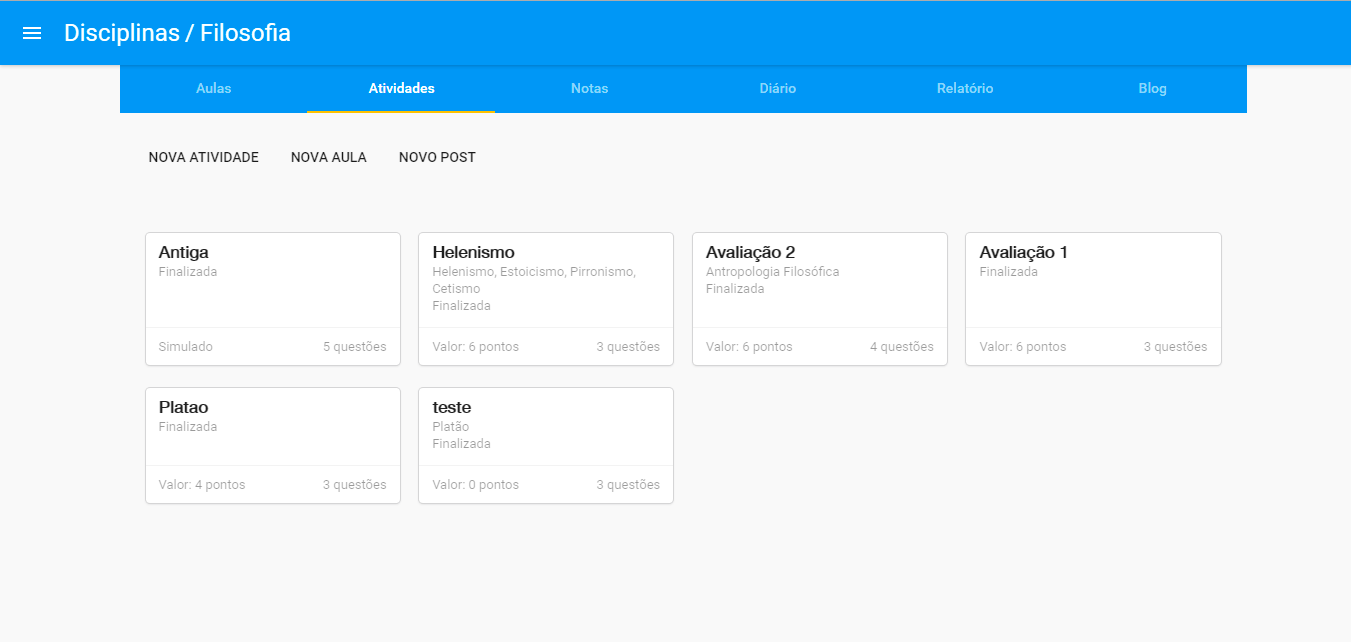 Disciplinas / Filosofia
Aulas Atividades Notas Diário Relatório Blog
NOVA ATIVIDADE NOVA AULA NOVO POST
Antiga
Finalizada
Simulado 5 questões
Helenismo
Helenismo, Estoicismo, Pirronismo,
Cetismo
Finalizada
Valor: 6 pontos 3 questões
Avaliação 2
Antropologia Filosófica
Finalizada
Valor: 6 pontos 4 questões
Avaliação 1
Finalizada
Valor: 6 pontos 3 questões
Platao
Finalizada
Valor: 4 pontos 3 questões
teste
Platão
Finalizada
Valor: 0 pontos 3 questões